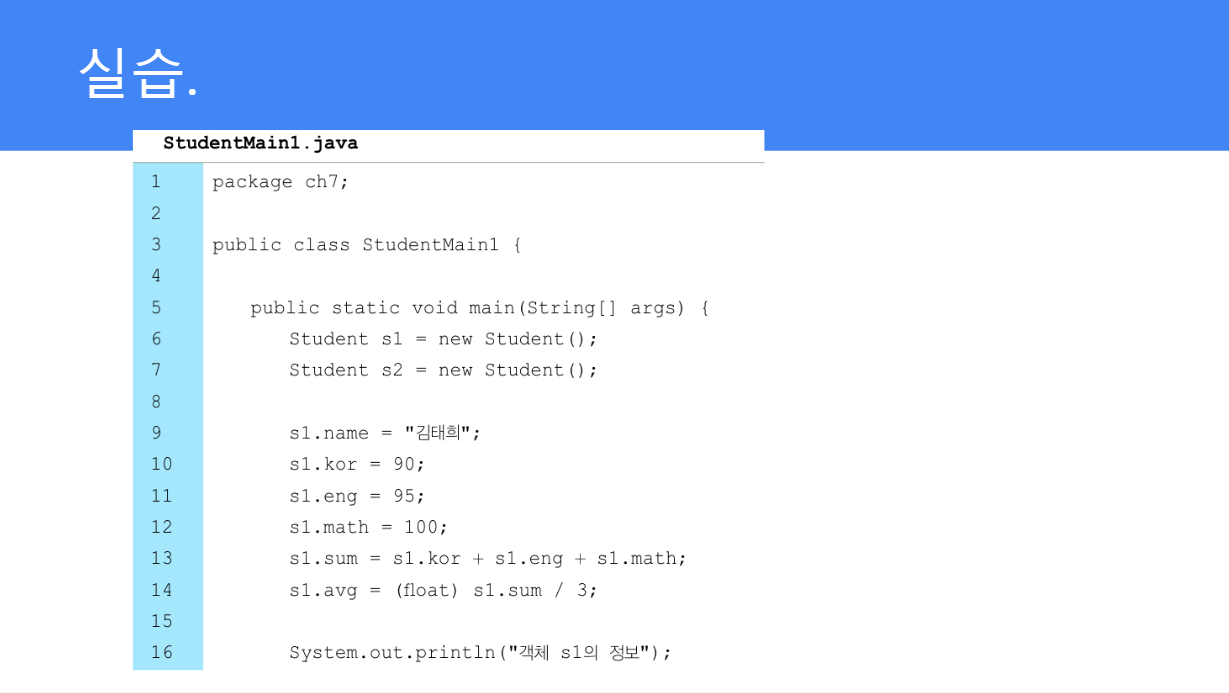 실습.
StudentMain1.java
1 package ch7;
2
3 public class StudentMain1 {
4
5 public static void main(String[] args) {
6 Student s1 = new Student();
7 Student s2 = new Student();
8
9 s1.name = "김태희";
10 s1.kor = 90;
11 s1.eng = 95;
12 s1.math = 100;
13 s1.sum = s1.kor + s1.eng + s1.math;
14 s1.avg = (float) s1.sum / 3;
15
16 System.out.println("객체 s1의 정보");